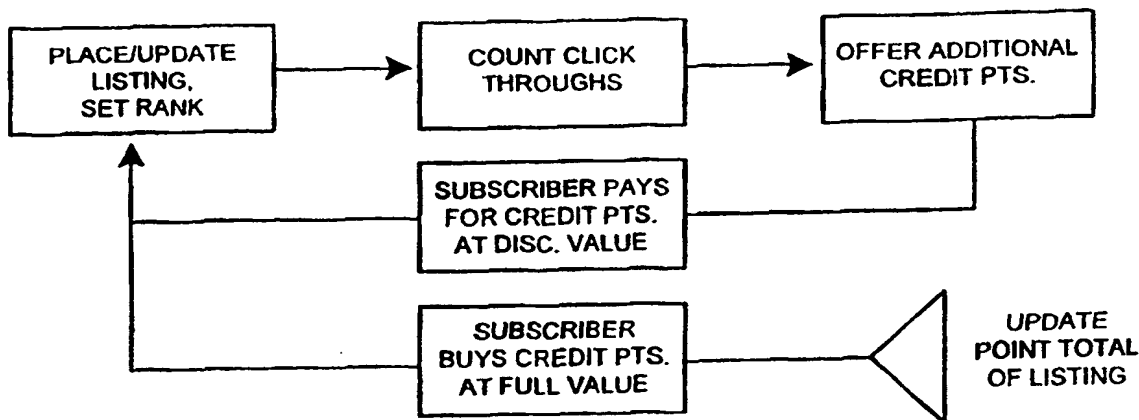 PLACE/UPDATE
LISTING,
SET RANK
COUNT CLICK
THROUGHS
OFFER ADDITIONAL
CREDIT PTS.
SUBSCRIBER PAYS
FOR CREDIT PTS.
AT DISC. VALUE
SUBSCRIBER
BUYS CREDIT PTS.
AT FULL VALUE
UPDATE
POINT TOTAL
OF LISTING